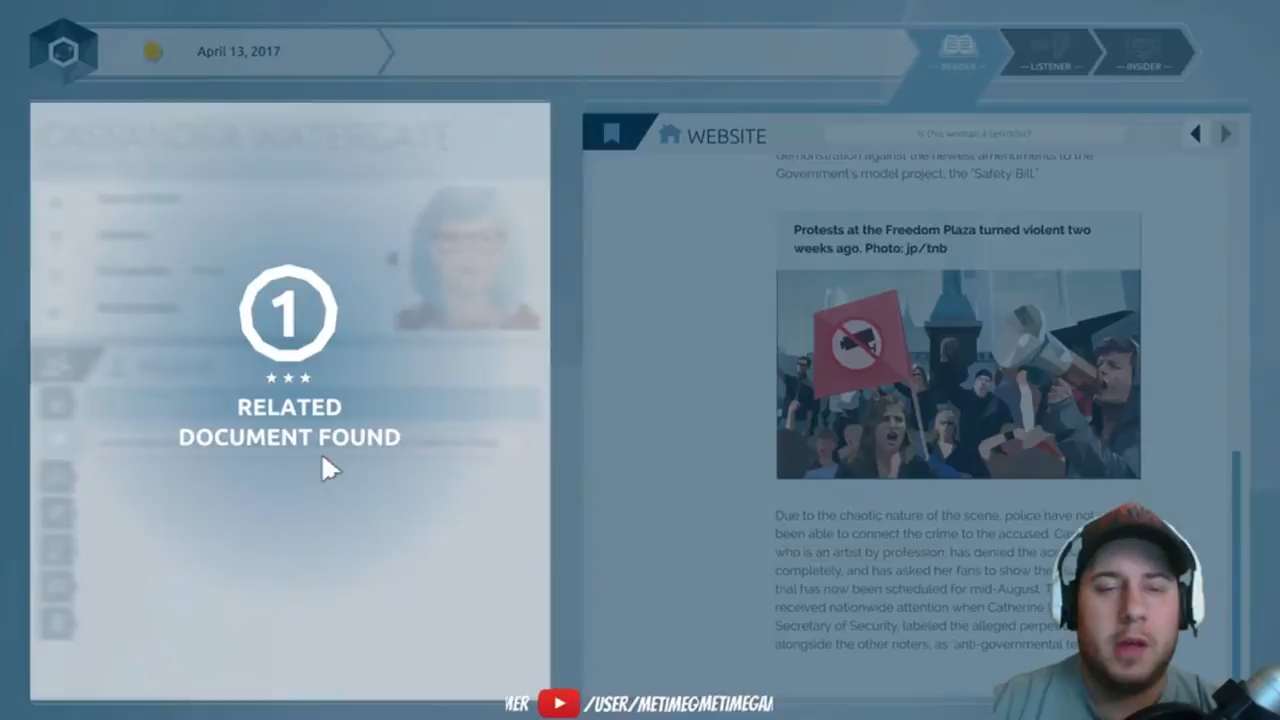 April 13, 2017
READER
LISTENER
INSIDER
CASSANDRA WATERGATE
WEBSITE
Is this woman a terrorist?
demonstration against the newest amendments to the
Government's model project, the "Safety Bill."
Protests at the Freedom Plaza turned violent two
weeks ago. Photo: jp/tnb
1
RELATED
DOCUMENT FOUND
Due to the chaotic nature of the scene, police have not
been able to connect the crime to the accused.
who is an artist by profession, has denied the
completely, and has asked her fans to show
trial has now been scheduled for mid-August.
received nationwide attention when Catherine
Secretary of Security, labeled the alleged
alongside the other rioters, as "anti-governmental
/USER/METIME@METIMEGA